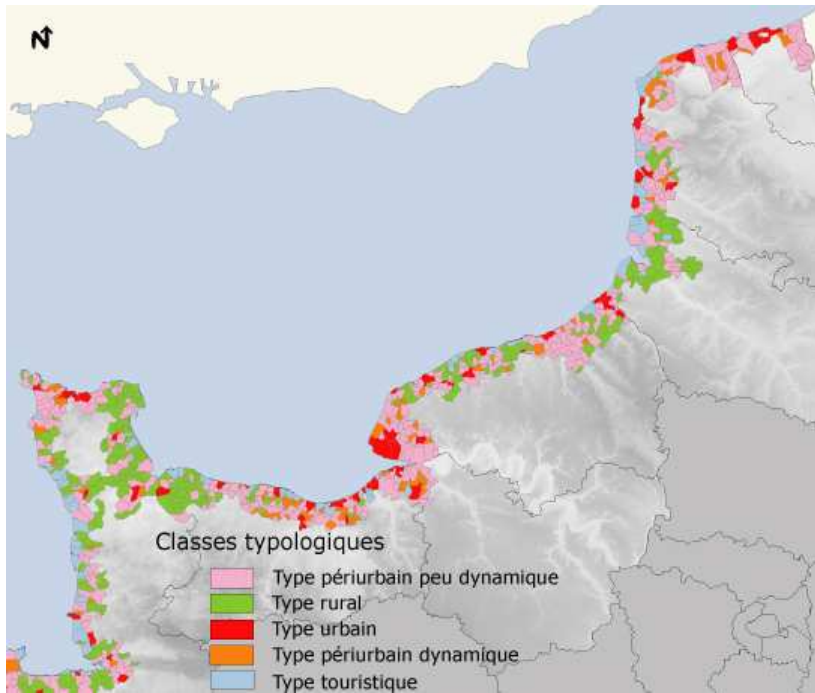 N
Classes typologiques
Type périurbain peu dynamique
Type rural
Type urbain
Type périurbain dynamique
Type touristique